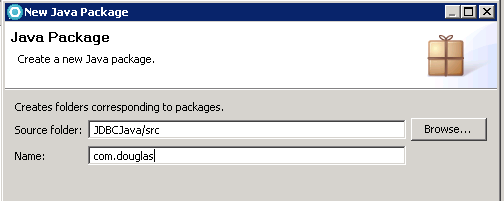 New Java Package
Java Package
Create a new Java package.
Creates folders corresponding to packages.
Source folder: JDBCJava/src Browse...
Name: com.douglas